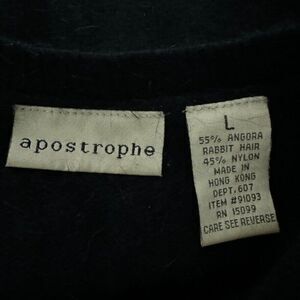 apostrophe
L
55% ANGORA
RABBIT HAIR
45% NYLON
MADE IN
HONG KONG
DEPT. 607
ITEM #91093
RN 15099
CARE SEE REVERSE